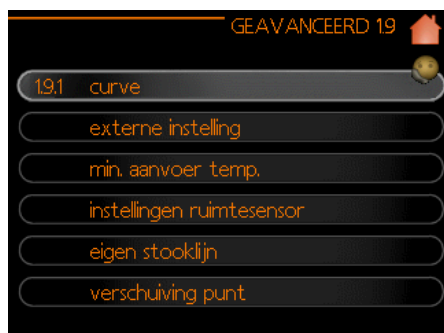 GEAVANCEERD 1.9
1.9.1 curve
externe instelling
min. aanvoer temp.
instellingen ruimtesensor
eigen stooklijn
verschuiving punt